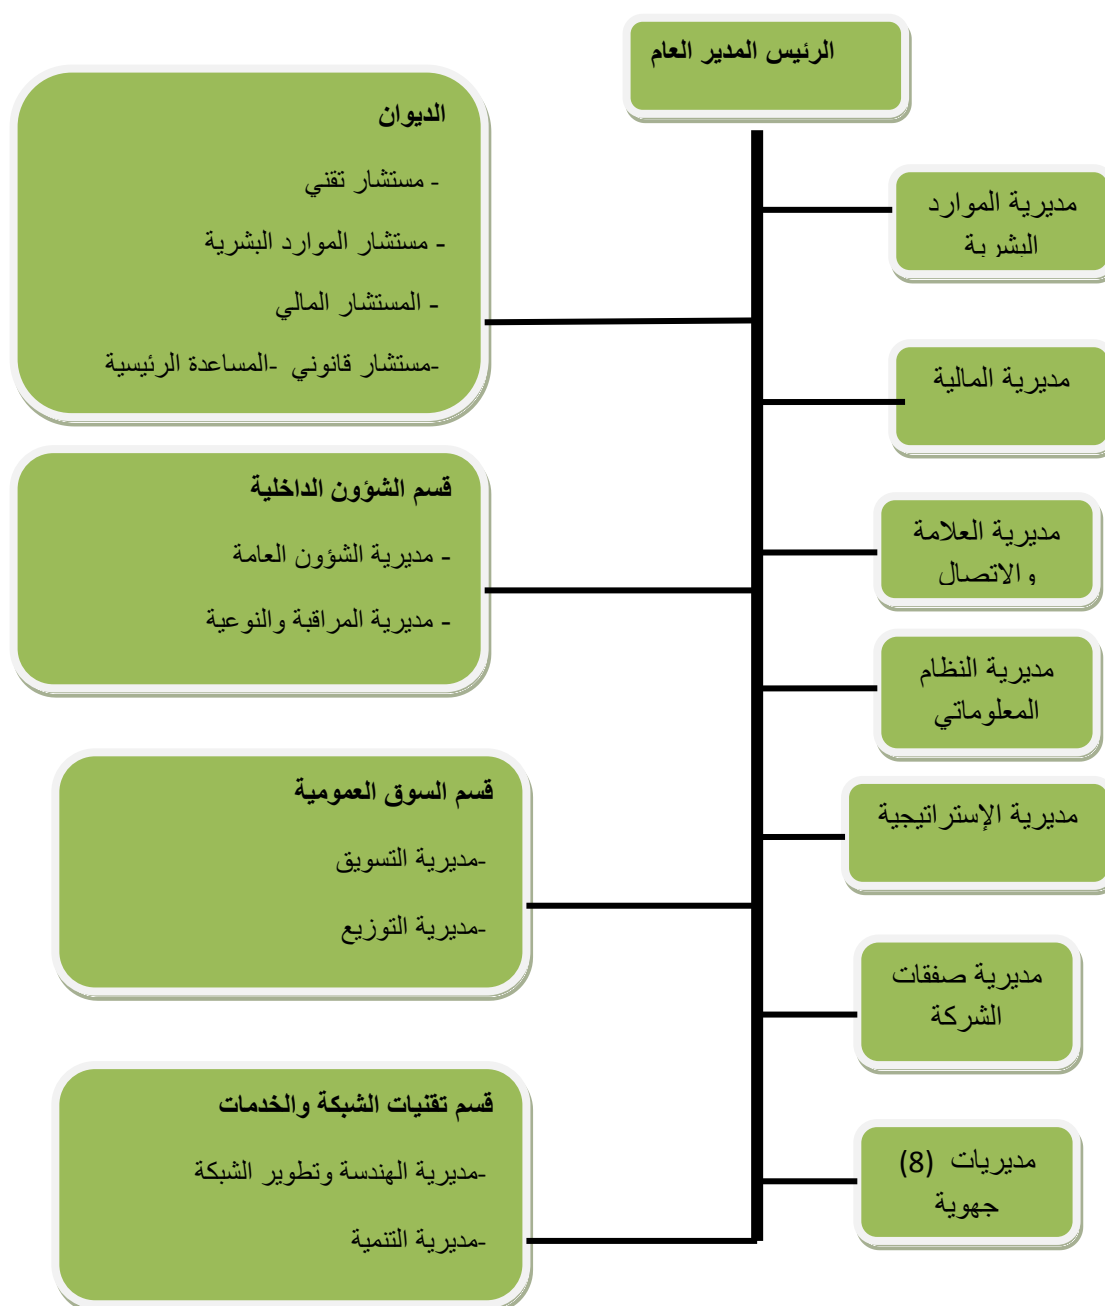 الرئيس المدير العام
الديوان
- مستشار تقني
- مستشار الموارد البشرية
- المستشار المالي
-مستشار قانوني -المساعدة الرئيسية
قسم الشؤون الداخلية
- مديرية الشؤون العامة
- مديرية المراقبة والنوعية
قسم السوق العمومية
-مديرية التسويق
-مديرية التوزيع
قسم تقنيات الشبكة والخدمات
-مديرية الهندسة وتطوير الشبكة
-مديرية التنمية
مديرية الموارد
البشرية
مديرية المالية
مديرية العلامة
والاتصال
مديرية النظام
المعلوماتي
مديرية الإستراتيجية
مديرية صفقات
الشركة
مديريات (8)
جهوية